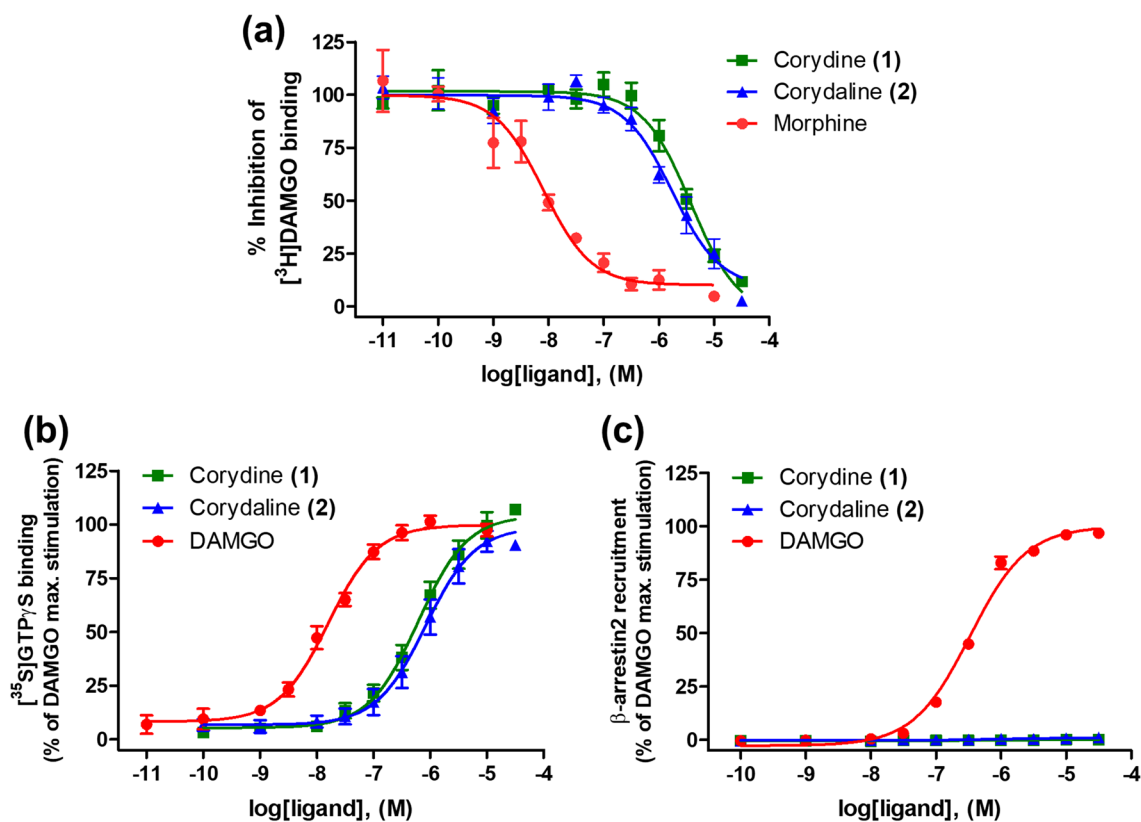 (a)
% Inhibition of
[³H]DAMGO binding
125
100
75
50
25
0
-11 -10 -9 -8 -7 -6 -5 -4
log[ligand], (M)
Corydine (1)
Corydaline (2)
Morphine
(b)
[³⁵S]GTPγS binding
(% of DAMGO max. stimulation)
125
100
75
50
25
0
-11 -10 -9 -8 -7 -6 -5 -4
log[ligand], (M)
Corydine (1)
Corydaline (2)
DAMGO
(c)
β-arrestin2 recruitment
(% of DAMGO max. stimulation)
125
100
75
50
25
0
-10 -9 -8 -7 -6 -5 -4
log[ligand], (M)
Corydine (1)
Corydaline (2)
DAMGO